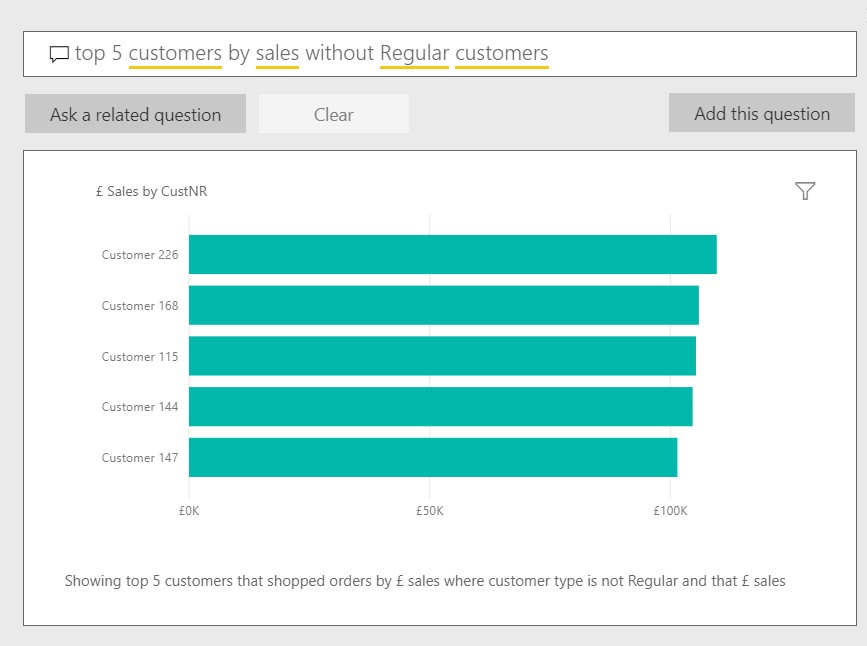 top 5 customers by sales without Regular customers
Ask a related question
Clear
Add this question
£ Sales by CustNR
Customer 226
Customer 168
Customer 115
Customer 144
Customer 147
£0K £50K £100K
Showing top 5 customers that shopped orders by £ sales where customer type is not Regular and that £ sales